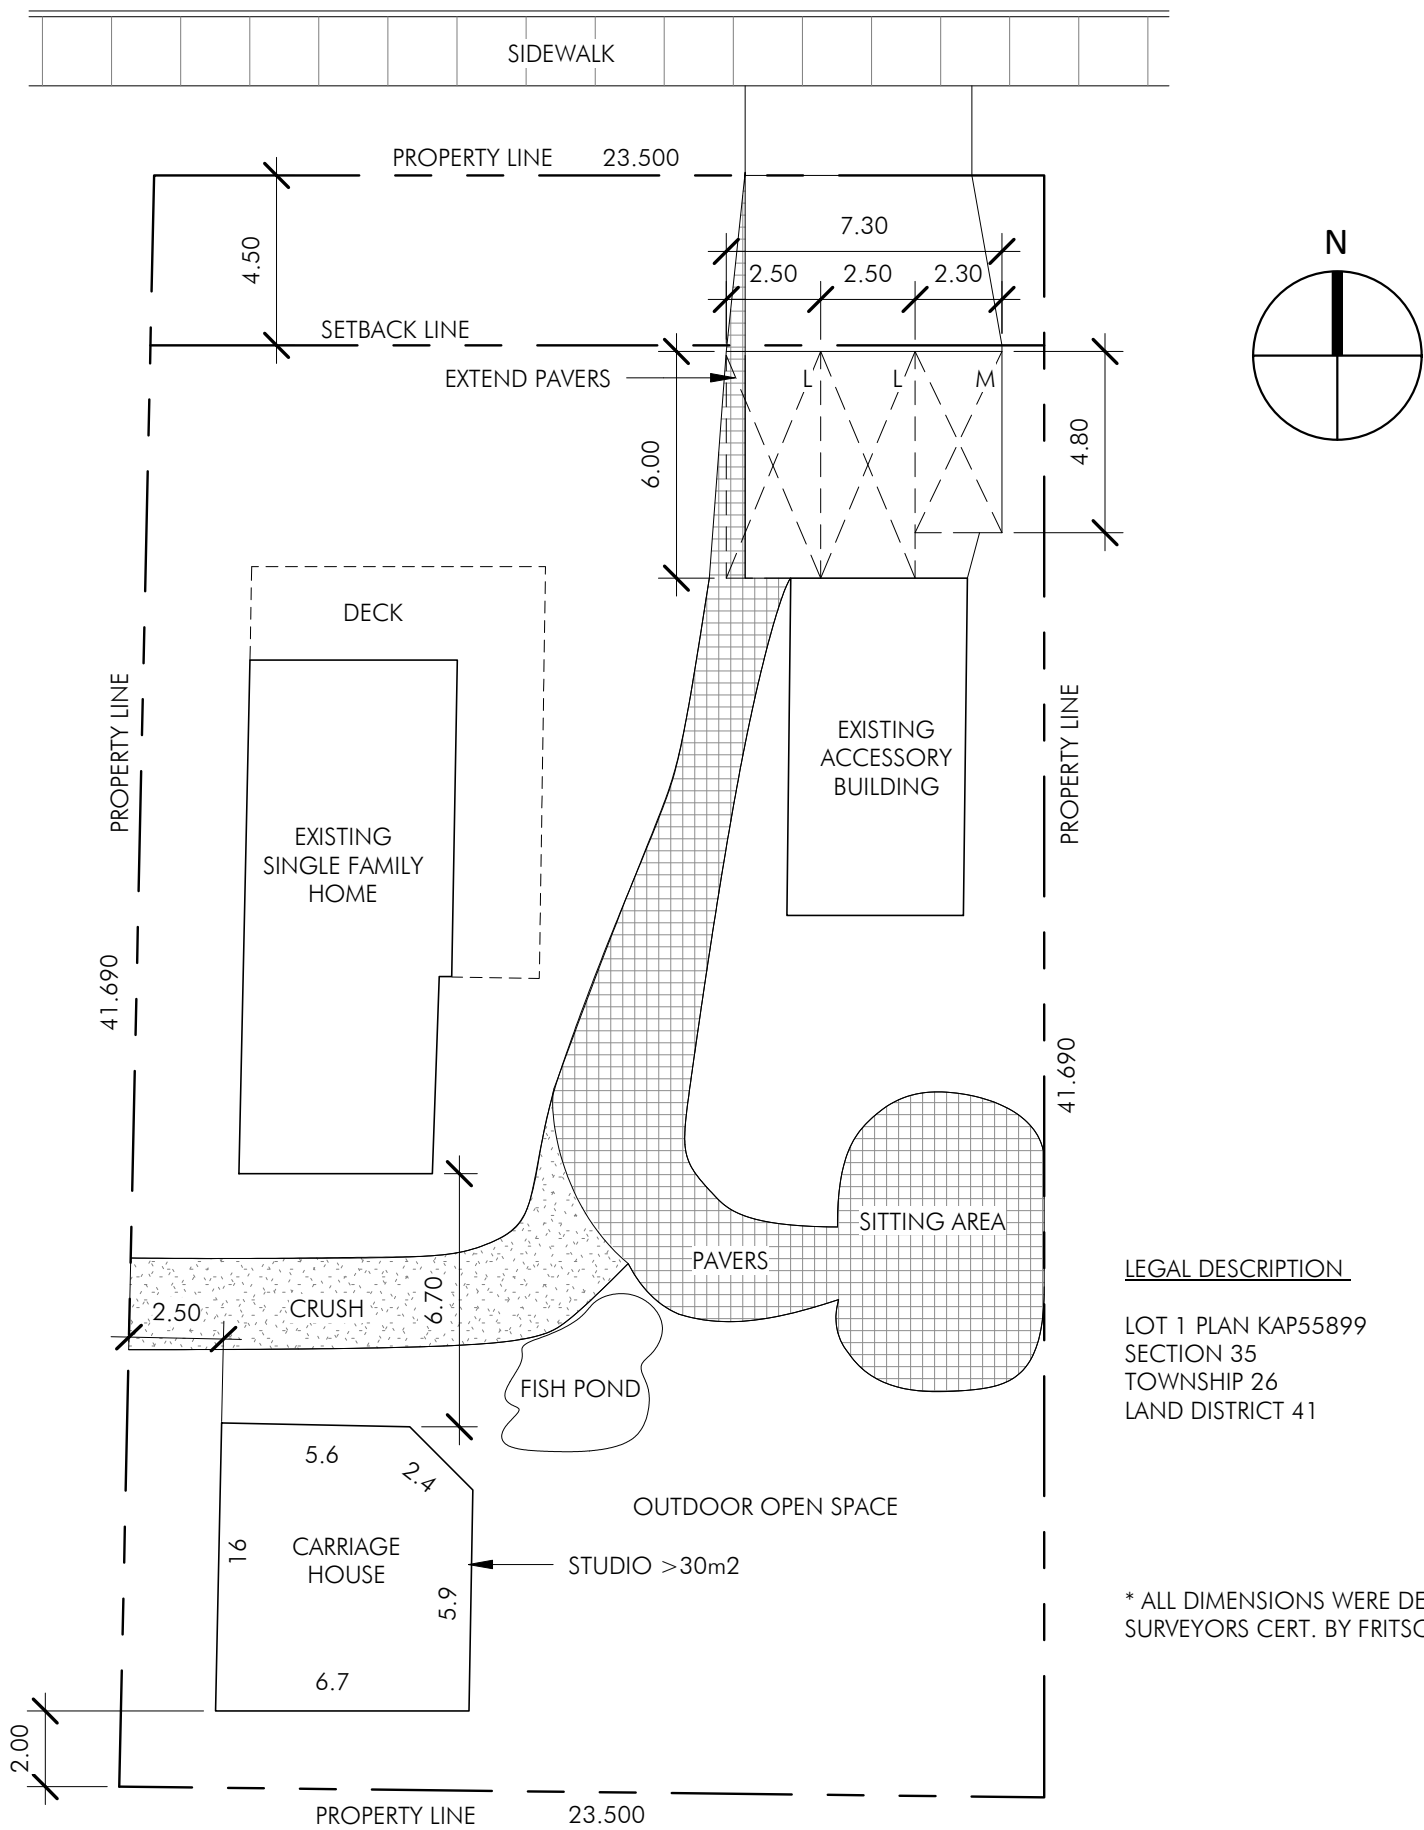 SIDEWALK
PROPERTY LINE 23.500
N
7.30
4.50
2.50 2.50 2.30
SETBACK LINE
EXTEND PAVERS
L L M
6.00
4.80
DECK
PROPERTY LINE
PROPERTY LINE
EXISTING
ACCESSORY
BUILDING
EXISTING
SINGLE FAMILY
HOME
41.690
41.690
SITTING AREA
PAVERS
CRUSH
2.50
6.70
LEGAL DESCRIPTION
LOT 1 PLAN KAP55899
SECTION 35
TOWNSHIP 26
LAND DISTRICT 41
FISH POND
5.6
2.4
OUTDOOR OPEN SPACE
16
CARRIAGE
HOUSE
STUDIO >30m2
5.9
* ALL DIMENSIONS WERE DE
SURVEYORS CERT. BY FRITSC
6.7
2.00
PROPERTY LINE 23.500